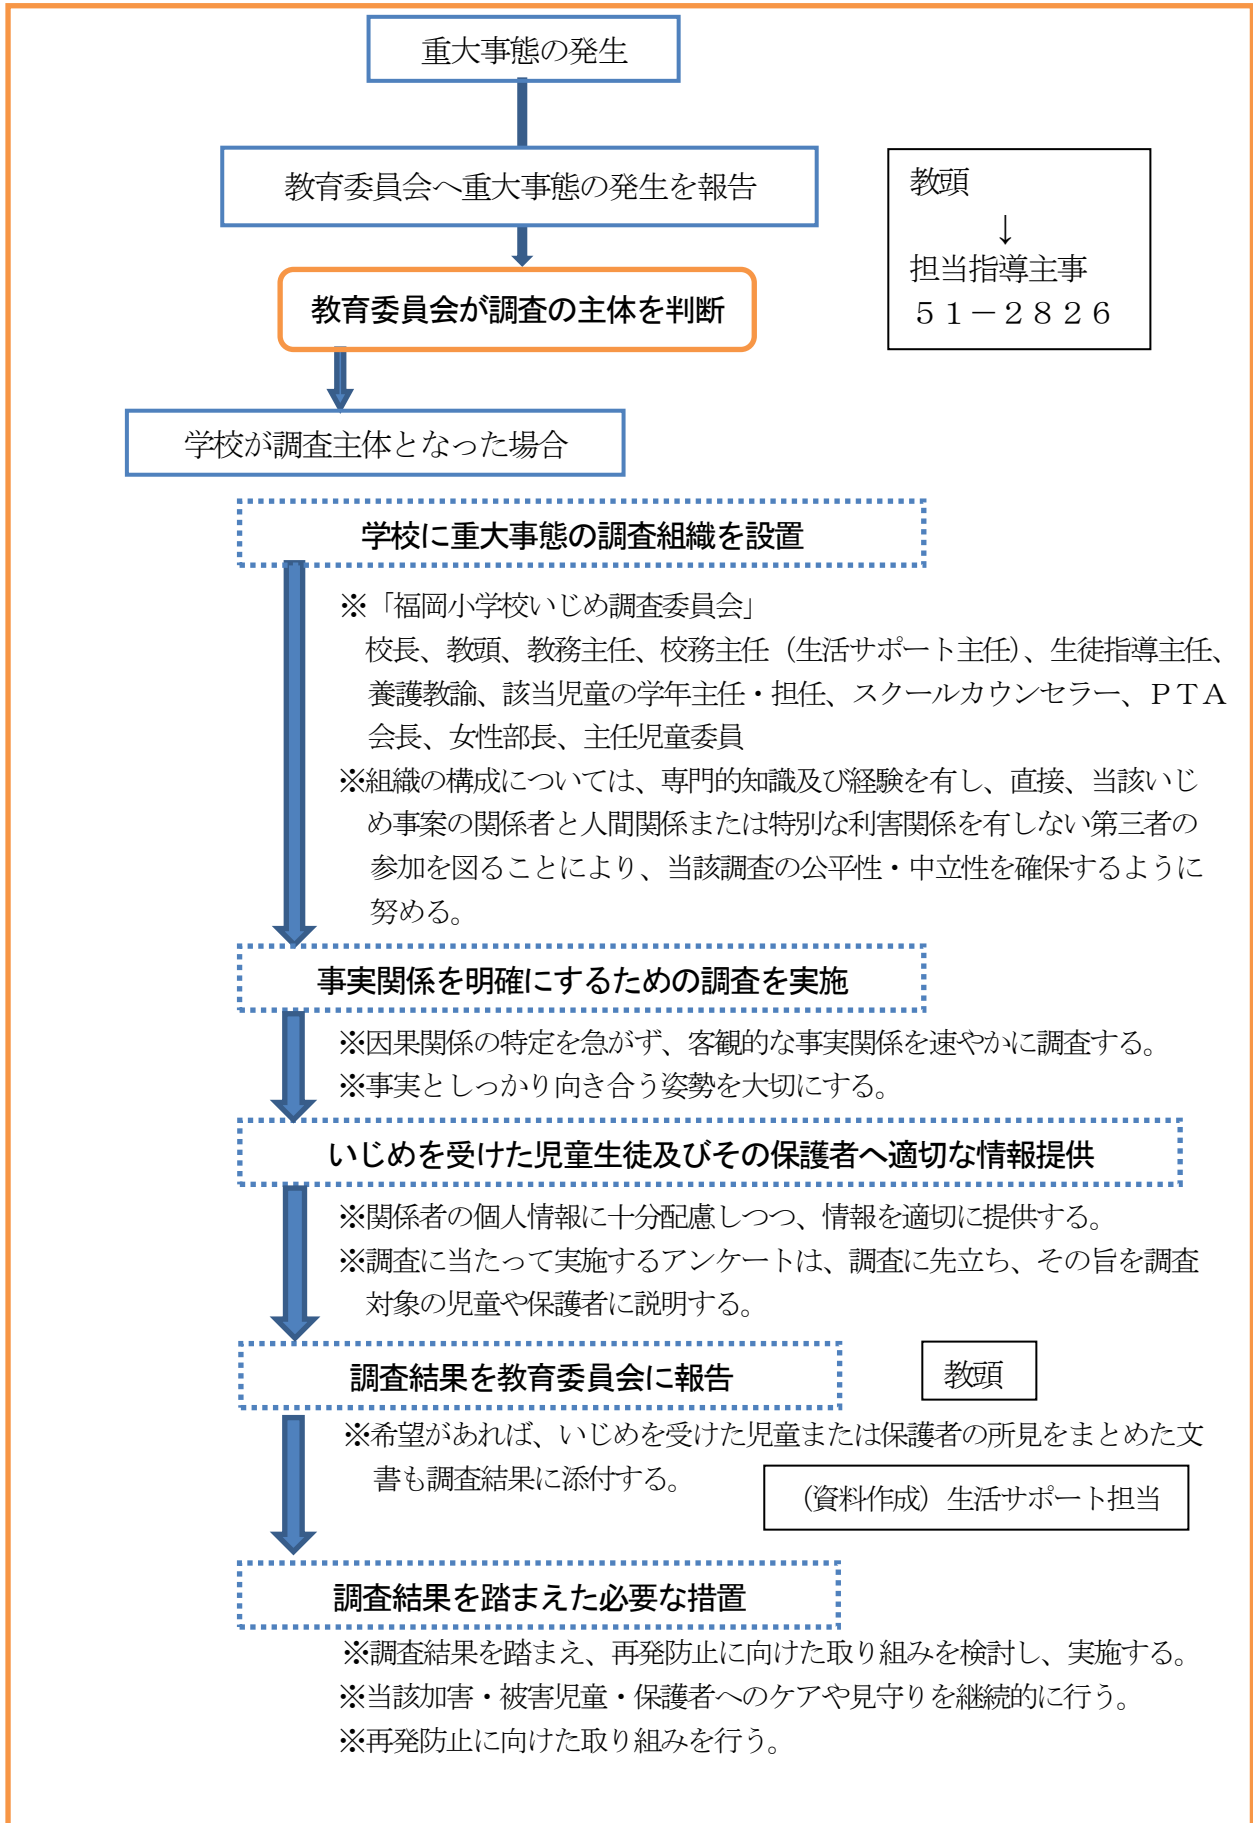 重大事態の発生
教育委員会へ重大事態の発生を報告
教頭
↓
担当指導主事
５１－２８２６
教育委員会が調査の主体を判断
学校が調査主体となった場合
学校に重大事態の調査組織を設置
※「福岡小学校いじめ調査委員会」
校長、教頭、教務主任、校務主任（生活サポート主任）、生徒指導主任、
養護教諭、該当児童の学年主任・担任、スクールカウンセラー、ＰＴＡ
会長、女性部長、主任児童委員
※組織の構成については、専門的知識及び経験を有し、直接、当該いじ
め事案の関係者と人間関係または特別な利害関係を有しない第三者の
参加を図ることにより、当該調査の公平性・中立性を確保するように
努める。
事実関係を明確にするための調査を実施
※因果関係の特定を急がず、客観的な事実関係を速やかに調査する。
※事実としっかり向き合う姿勢を大切にする。
いじめを受けた児童生徒及びその保護者へ適切な情報提供
※関係者の個人情報に十分配慮しつつ、情報を適切に提供する。
※調査に当たって実施するアンケートは、調査に先立ち、その旨を調査
対象の児童や保護者に説明する。
調査結果を教育委員会に報告
教頭
※希望があれば、いじめを受けた児童または保護者の所見をまとめた文
書も調査結果に添付する。
（資料作成）生活サポート担当
調査結果を踏まえた必要な措置
※調査結果を踏まえ、再発防止に向けた取り組みを検討し、実施する。
※当該加害・被害児童・保護者へのケアや見守りを継続的に行う。
※再発防止に向けた取り組みを行う。